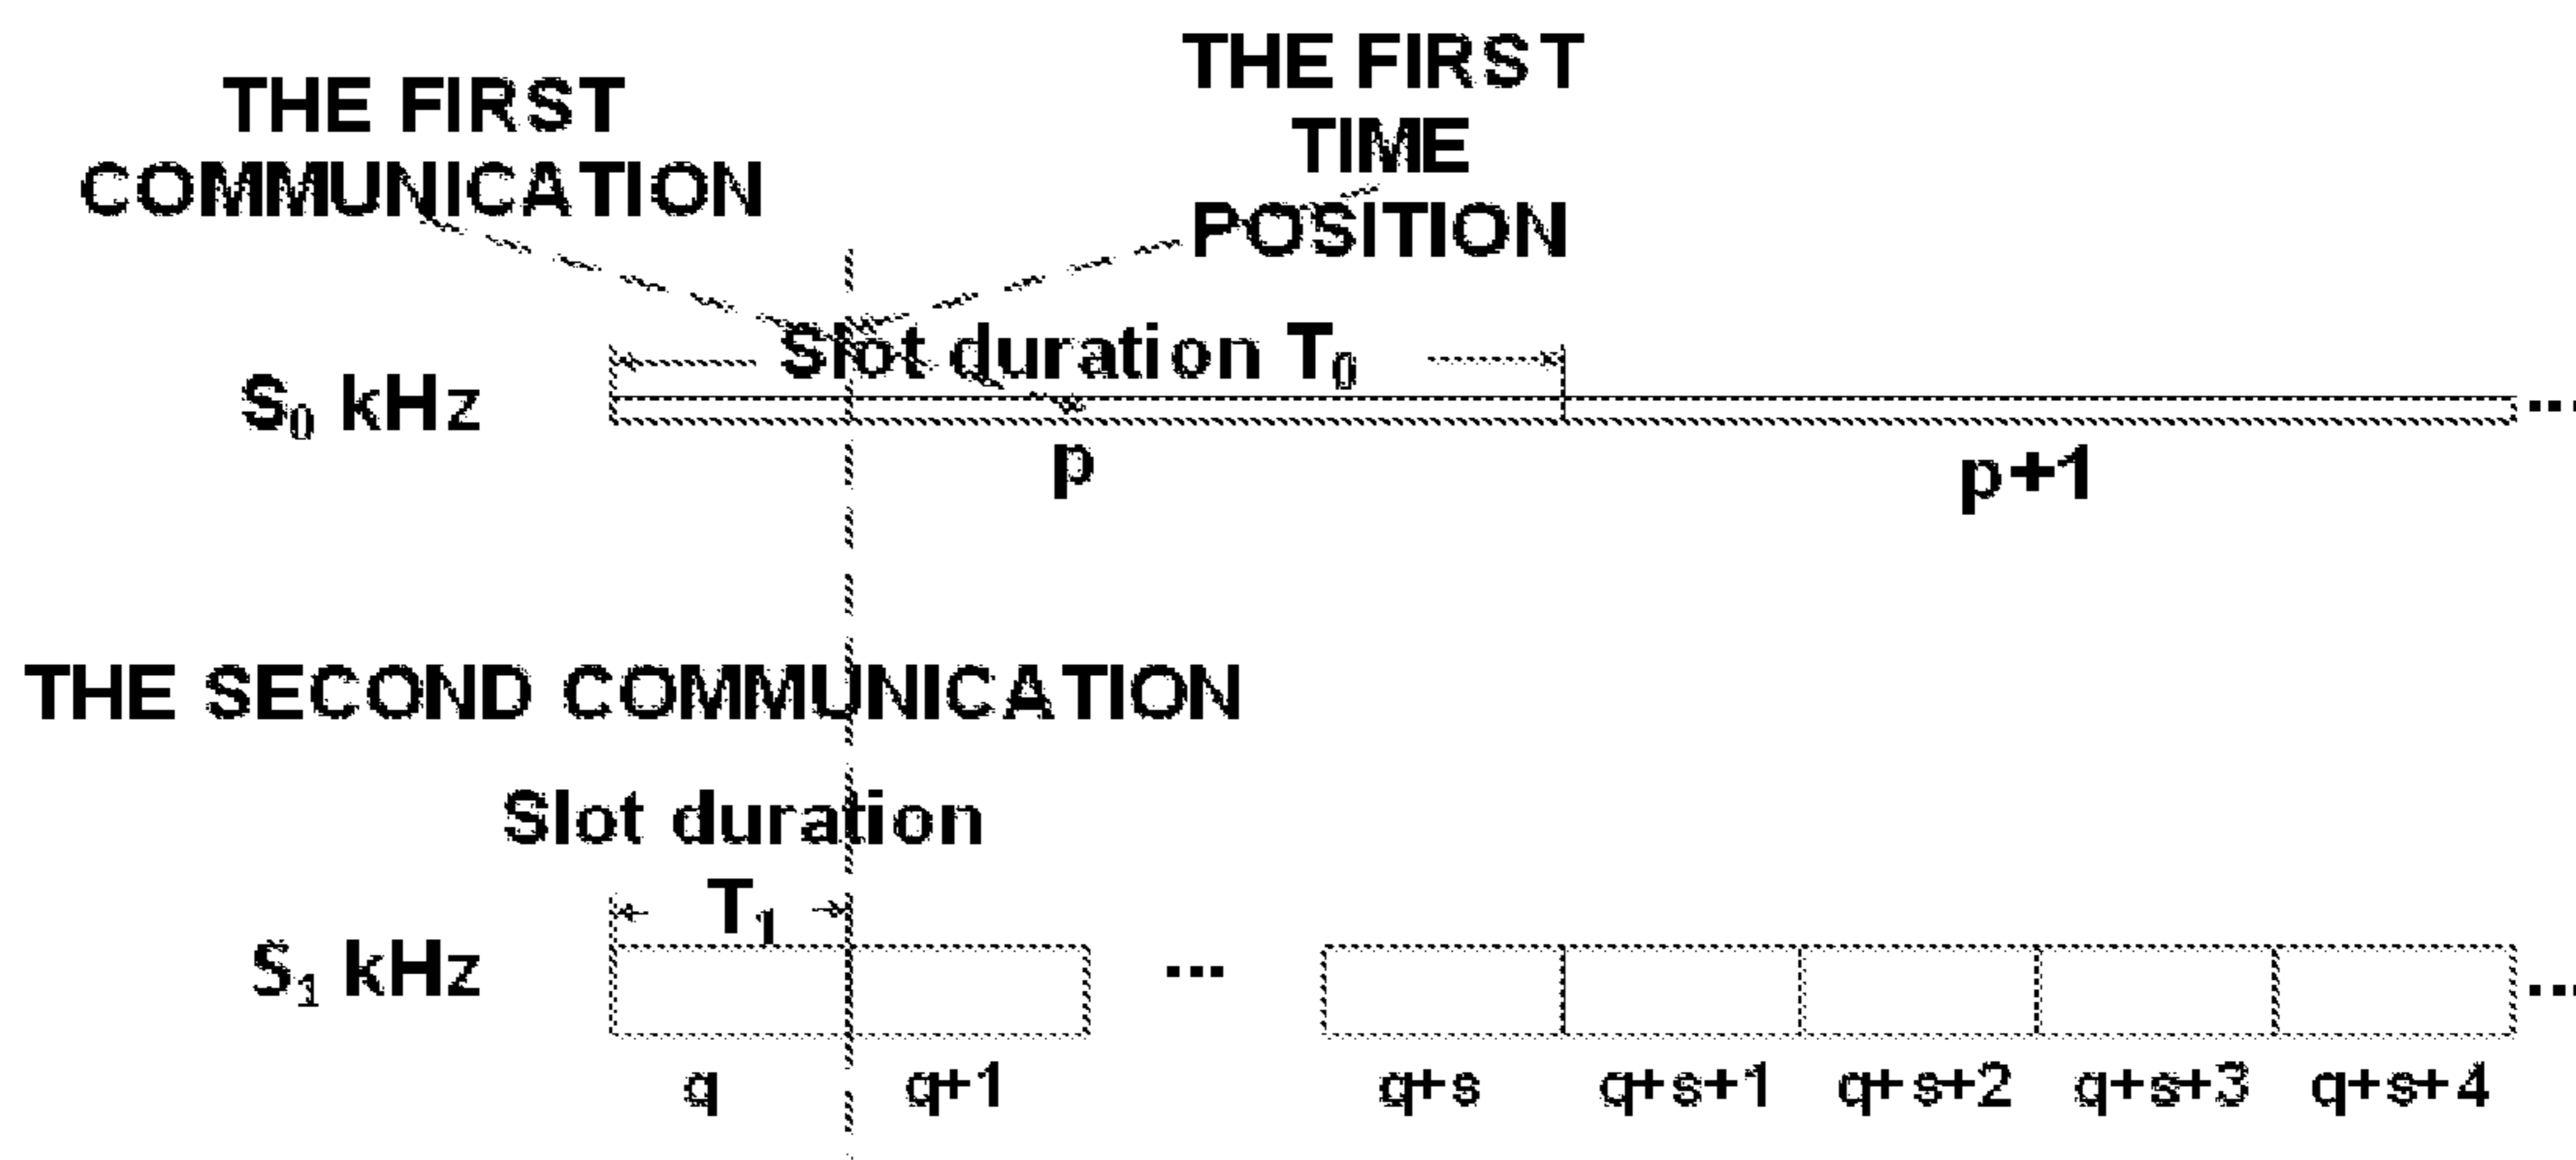 THE FIRST
COMMUNICATION
THE FIRST
TIME
POSITION
Slot duration T₀
S₀ kHz
...
p
p+1
THE SECOND COMMUNICATION
Slot duration
T₁
S₁ kHz
...
...
q
q+1
q+s
q+s+1
q+s+2
q+s+3
q+s+4